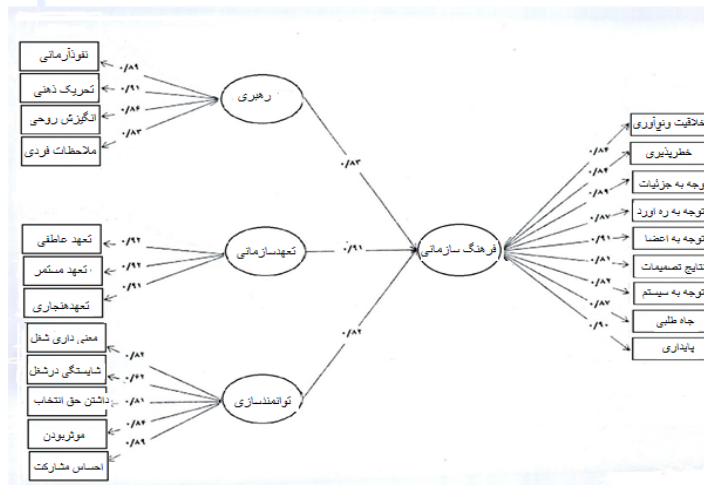 خلاقیت ونوآوری
۰/۸۴
خطرپذیری
۰/۸۴
وجه به جزئیات
۰/۸۹
توجه به ره اورد
۰/۸۷
توجه به اعضا
۰/۹۱
نتایج تصمیمات
۰/۸۱
توجه به سیستم
۰/۸۲
جاه طلبی
۰/۸۷
پایداری
۰/۹۰
فرهنگ سازمانی
۰/۸۳
۰/۹۱
۰/۸۲
رهبری
۰/۸۹
نفوذآرمانی
۰/۹۱
تحریک ذهنی
۰/۸۶
انگیزش روحی
۰/۸۳
ملاحظات فردی
تعهدسازمانی
۰/۹۲
تعهد عاطفی
۰/۹۲
تعهد مستمر
۰/۹۱
تعهدهنجاری
توانمندسازی
۰/۸۲
معنی داری شغل
۰/۶۲
شایستگی درشغل
۰/۸۱
داشتن حق انتخاب
۰/۸۴
موثربودن
۰/۸۹
احساس مشارکت